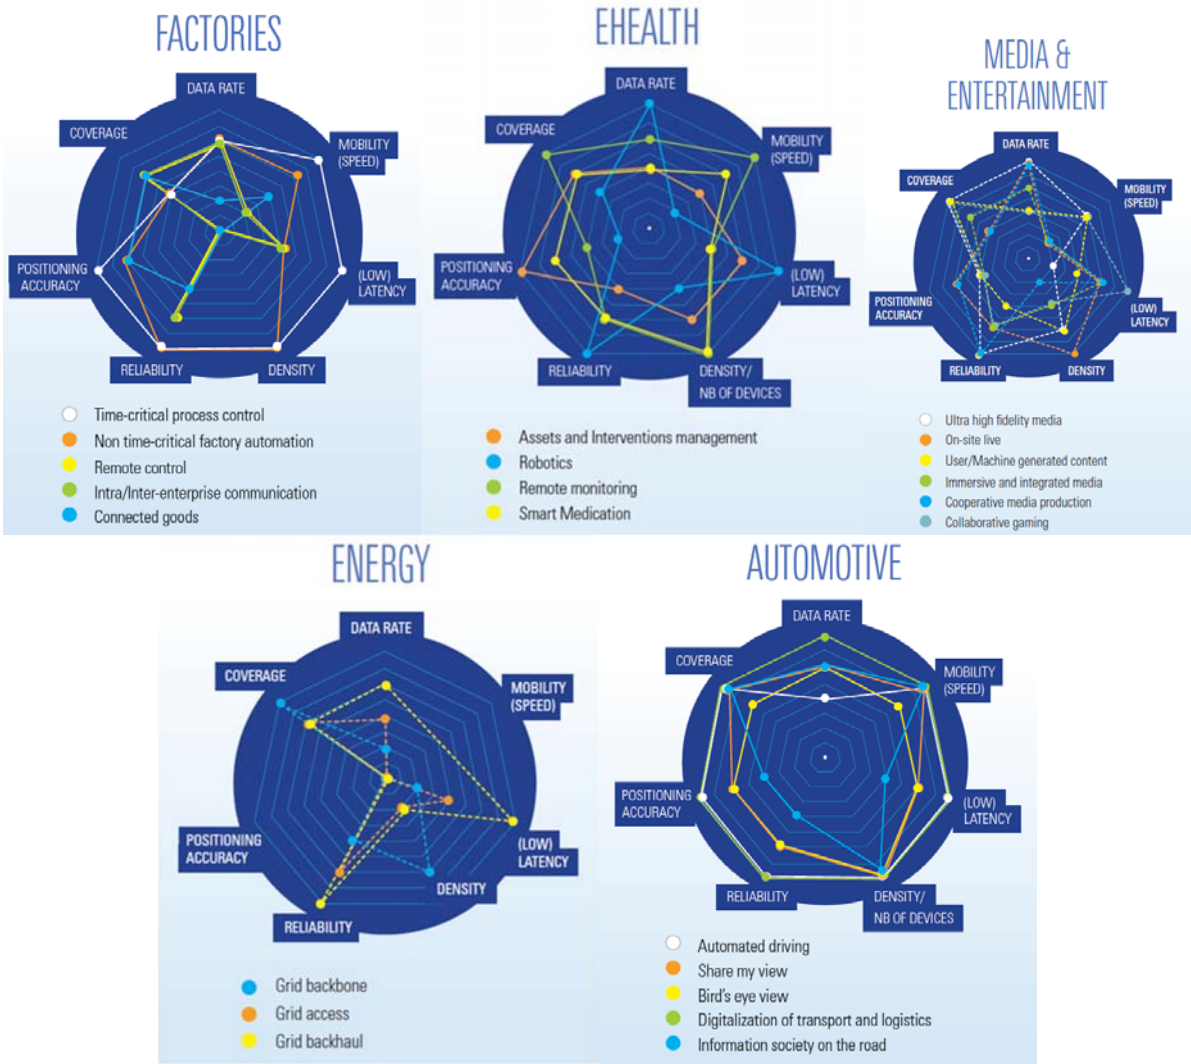 FACTORIES
DATA RATE
COVERAGE
MOBILITY
(SPEED)
POSITIONING
ACCURACY
(LOW)
LATENCY
RELIABILITY
DENSITY
Time-critical process control
Non time-critical factory automation
Remote control
Intra/Inter-enterprise communication
Connected goods
EHEALTH
DATA RATE
COVERAGE
MOBILITY
(SPEED)
POSITIONING
ACCURACY
(LOW)
LATENCY
RELIABILITY
DENSITY/
NB OF DEVICES
Assets and Interventions management
Robotics
Remote monitoring
Smart Medication
MEDIA &
ENTERTAINMENT
DATA RATE
COVERAGE
MOBILITY
(SPEED)
POSITIONING
ACCURACY
(LOW)
LATENCY
RELIABILITY
DENSITY
Ultra high fidelity media
On-site live
User/Machine generated content
Immersive and integrated media
Cooperative media production
Collaborative gaming
ENERGY
DATA RATE
COVERAGE
MOBILITY
(SPEED)
POSITIONING
ACCURACY
(LOW)
LATENCY
DENSITY
RELIABILITY
Grid backbone
Grid access
Grid backhaul
AUTOMOTIVE
DATA RATE
COVERAGE
MOBILITY
(SPEED)
POSITIONING
ACCURACY
(LOW)
LATENCY
RELIABILITY
DENSITY/
NB OF DEVICES
Automated driving
Share my view
Bird's eye view
Digitalization of transport and logistics
Information society on the road